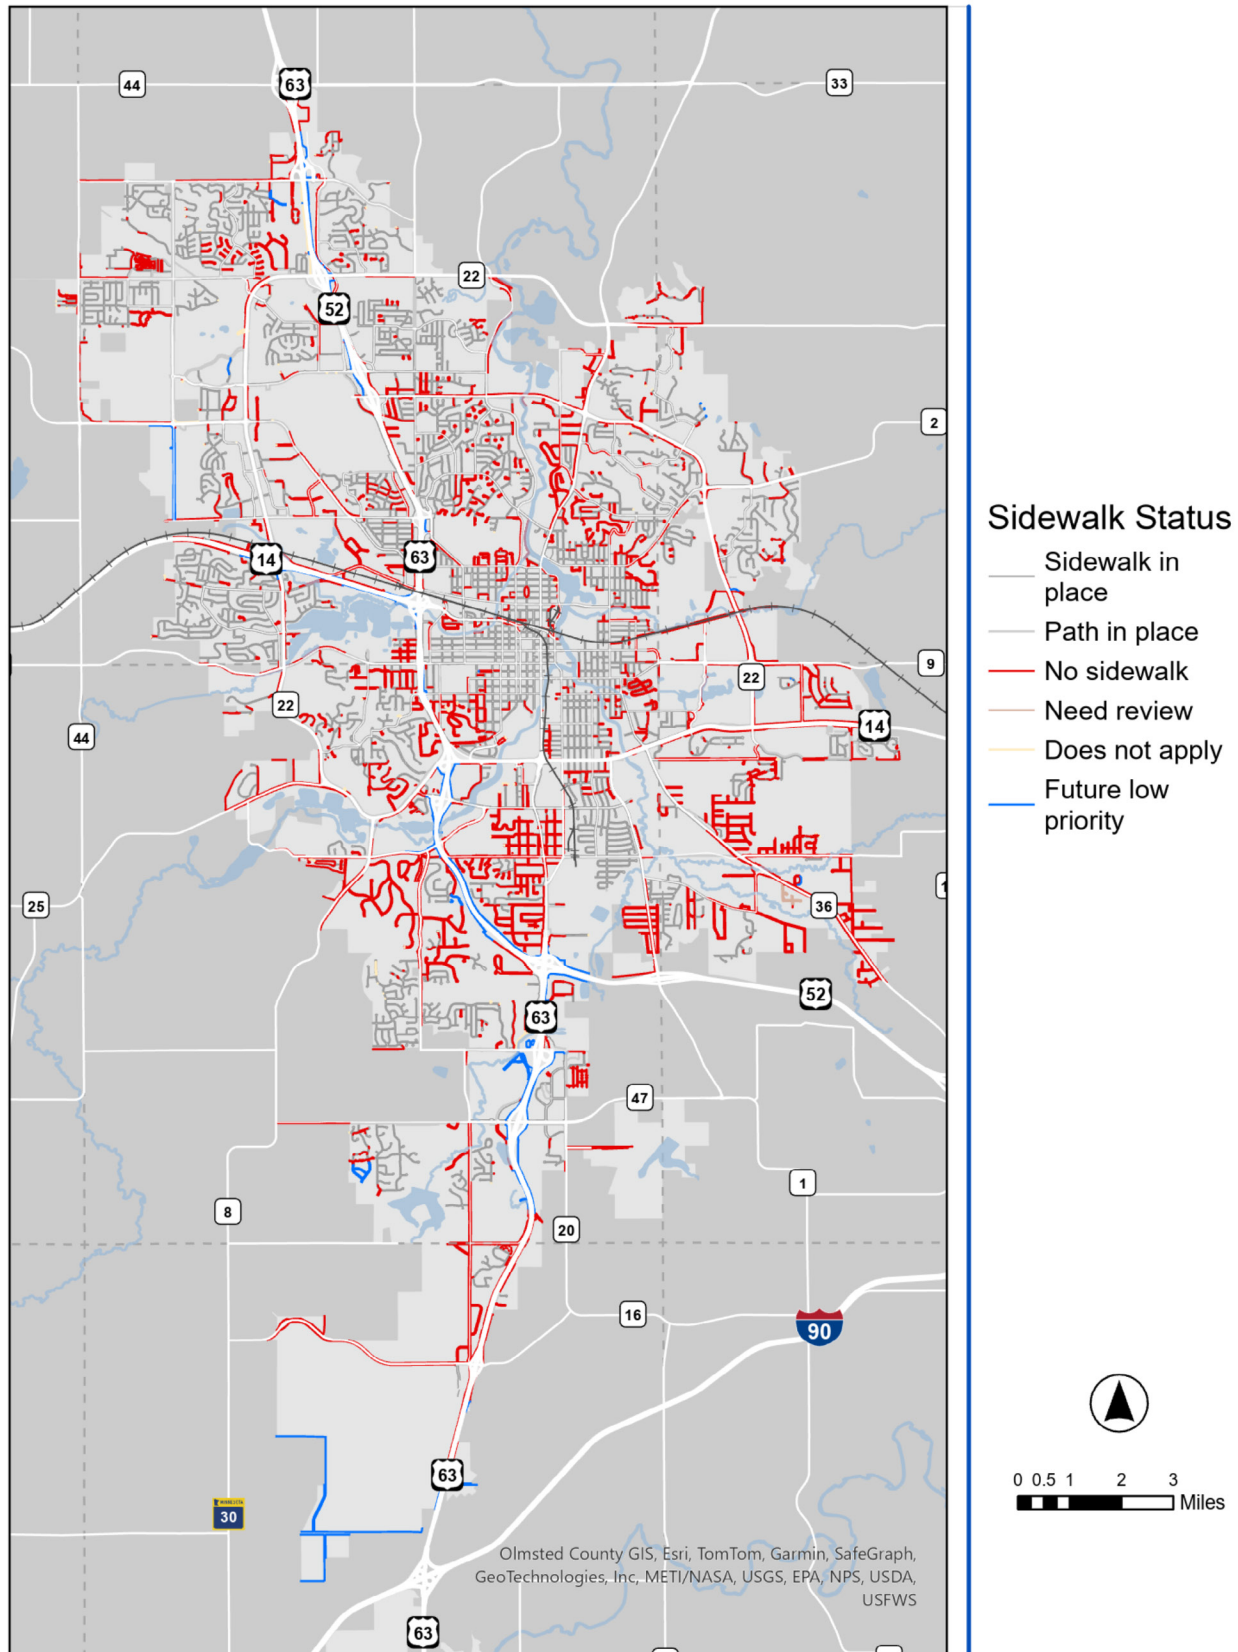 44
63
33
22
52
2
14
63
9
22
22
44
14
25
36
1
52
63
47
1
8
20
16
90
63
MINNESOTA
30
63
Olmsted County GIS, Esri, TomTom, Garmin, SafeGraph,
GeoTechnologies, Inc, METI/NASA, USGS, EPA, NPS, USDA,
USFWS
Sidewalk Status
Sidewalk in
place
Path in place
No sidewalk
Need review
Does not apply
Future low
priority
0 0.5 1 2 3
Miles